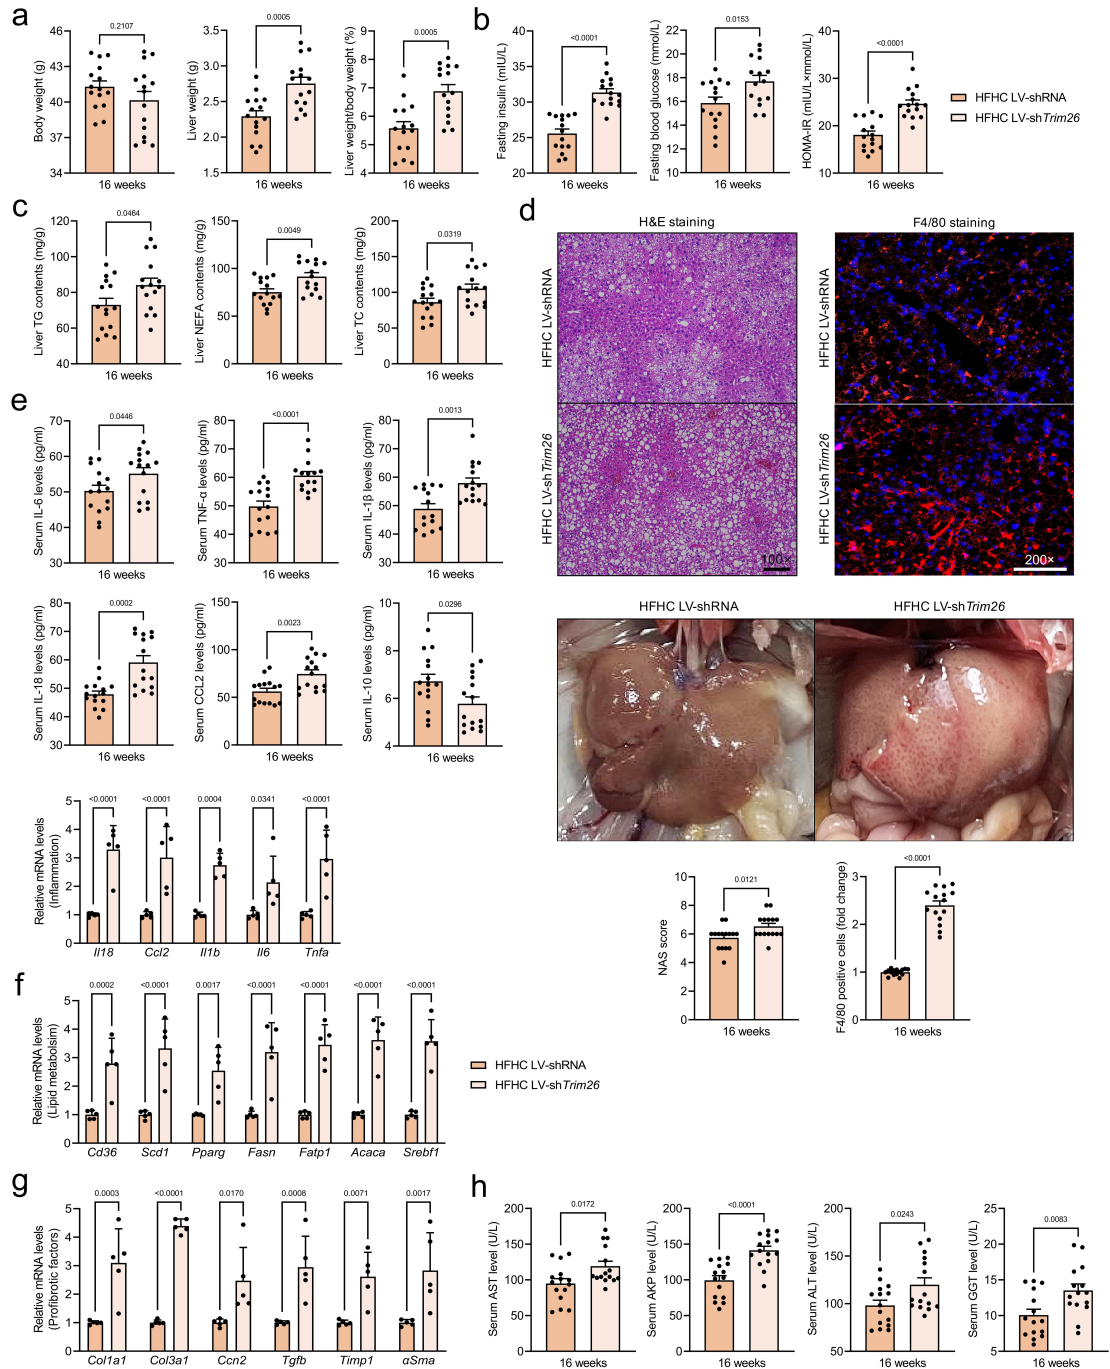 a
Body weight (g)
43
40
37
34
0.2107
16 weeks
Liver weight (g)
3.5
3.0
2.5
2.0
1.5
0.0005
16 weeks
Liver weight/body weight (%)
9
8
7
6
5
4
0.0005
16 weeks
b
Fasting insulin (mIU/L)
40
35
30
25
20
<0.0001
16 weeks
Fasting blood glucose (mmol/L)
22
20
18
16
14
12
10
0.0153
16 weeks
HOMA-IR (mIU/L×mmol/L)
40
30
20
10
<0.0001
16 weeks
HFHC LV-shRNA
HFHC LV-shTrim26
c
Liver TG contents (mg/g)
120
100
80
60
40
0.0464
16 weeks
Liver NEFA contents (mg/g)
150
100
50
0
0.0049
16 weeks
Liver TC contents (mg/g)
200
150
100
50
0
0.0319
16 weeks
d
H&E staining
F4/80 staining
HFHC LV-shRNA
HFHC LV-shTrim26
100×
HFHC LV-shRNA
HFHC LV-shTrim26
200×
HFHC LV-shRNA
HFHC LV-shTrim26
NAS score
10
8
6
4
2
0
0.0121
16 weeks
F4/80 positive cells (fold change)
3
2
1
0
<0.0001
16 weeks
e
Serum IL-6 levels (pg/ml)
70
60
50
40
30
0.0446
16 weeks
Serum TNF-α levels (pg/ml)
80
70
60
50
40
30
<0.0001
16 weeks
Serum IL-1β levels (pg/ml)
80
70
60
50
40
30
0.0013
16 weeks
Serum IL-18 levels (pg/ml)
80
70
60
50
40
30
0.0002
16 weeks
Serum CCL2 levels (pg/ml)
150
100
50
0
0.0023
16 weeks
Serum IL-10 levels (pg/ml)
10
8
6
4
0.0296
16 weeks
Relative mRNA levels
(Inflammation)
5
4
3
2
1
0
<0.0001 <0.0001 0.0004 0.0341 <0.0001
Il18 Ccl2 Il1b Il6 Tnfa
f
Relative mRNA levels
(Lipid metabolsim)
5
4
3
2
1
0
0.0002 <0.0001 0.0017 <0.0001 <0.0001 <0.0001 <0.0001
Cd36 Scd1 Pparg Fasn Fatp1 Acaca Srebf1
HFHC LV-shRNA
HFHC LV-shTrim26
g
Relative mRNA levels
(Profibrotic factors)
5
4
3
2
1
0
0.0003 <0.0001 0.0170 0.0008 0.0071 0.0017
Col1a1 Col3a1 Ccn2 Tgfb Timp1 αSma
h
Serum AST level (U/L)
200
150
100
50
0
0.0172
16 weeks
Serum AKP level (U/L)
200
150
100
50
0
<0.0001
16 weeks
Serum ALT level (U/L)
200
150
100
50
0.0243
16 weeks
Serum GGT level (U/L)
25
20
15
10
5
0.0083
16 weeks